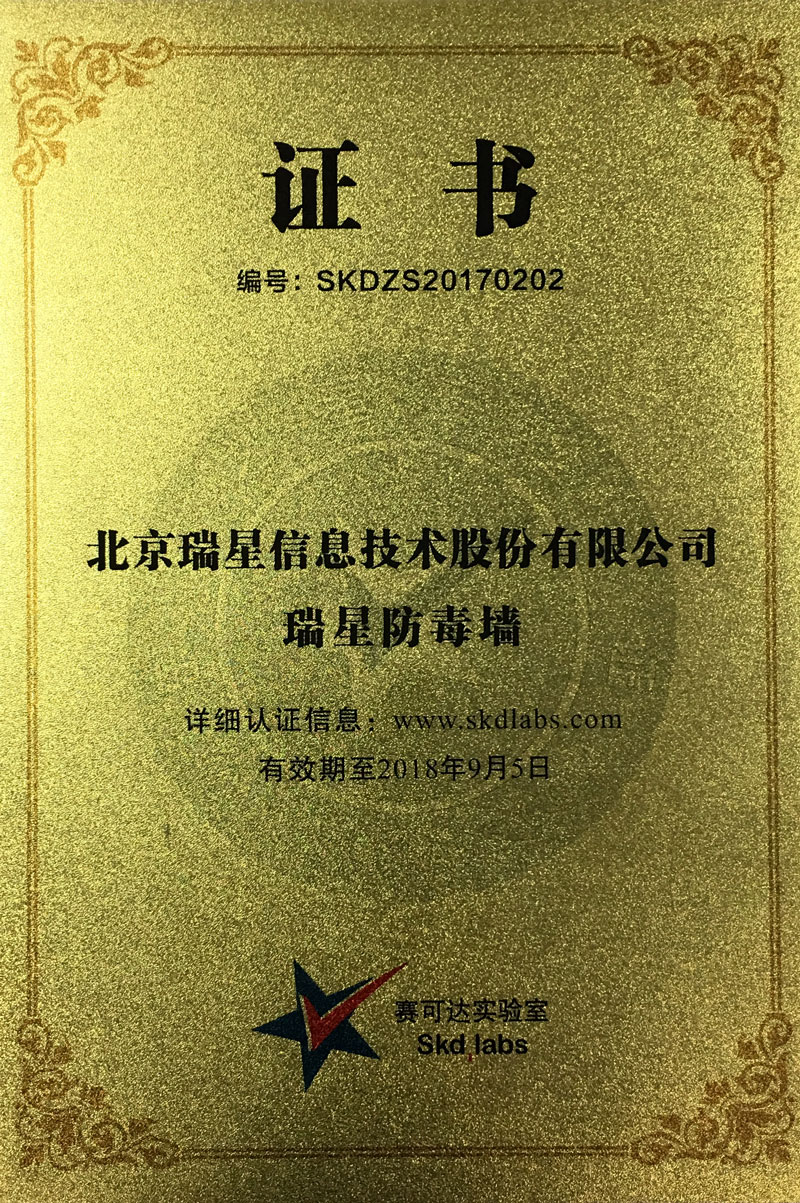 证 书
编号：SKDZS20170202
北京瑞星信息技术股份有限公司
瑞星防毒墙
详细认证信息：www.skdlabs.com
有效期至2018年9月5日
赛可达实验室
Skd labs